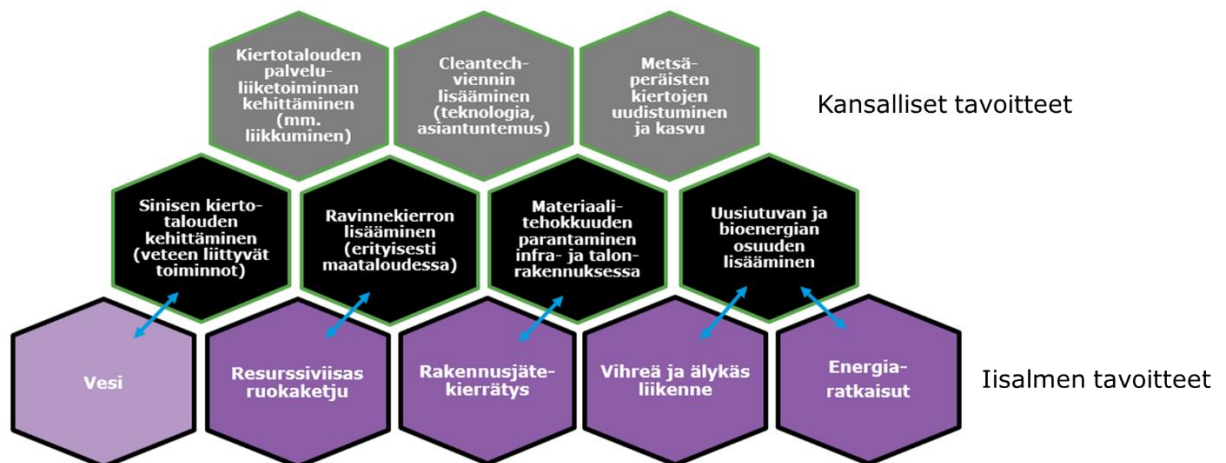 Kiertotalouden
palvelu-
liiketoiminnan
kehittäminen
(mm.
liikkuminen)
Cleantech-
viennin
lisääminen
(teknologia,
asiantuntemus)
Metsä-
peräisten
kiertojen
uudistuminen
ja kasvu
Kansalliset tavoitteet
Sinisen kierto-
talouden
kehittäminen
(veteen liittyvät
toiminnot)
Ravinnekierron
lisääminen
(erityisesti
maataloudessa)
Materiaali-
tehokkuuden
parantaminen
infra- ja talon-
rakennuksessa
Uusiutuvan ja
bioenergian
osuuden
lisääminen
Vesi
Resurssiviisas
ruokaketju
Rakennusjäte-
kierrätys
Vihreä ja älykäs
liikenne
Energia-
ratkaisut
Iisalmen tavoitteet